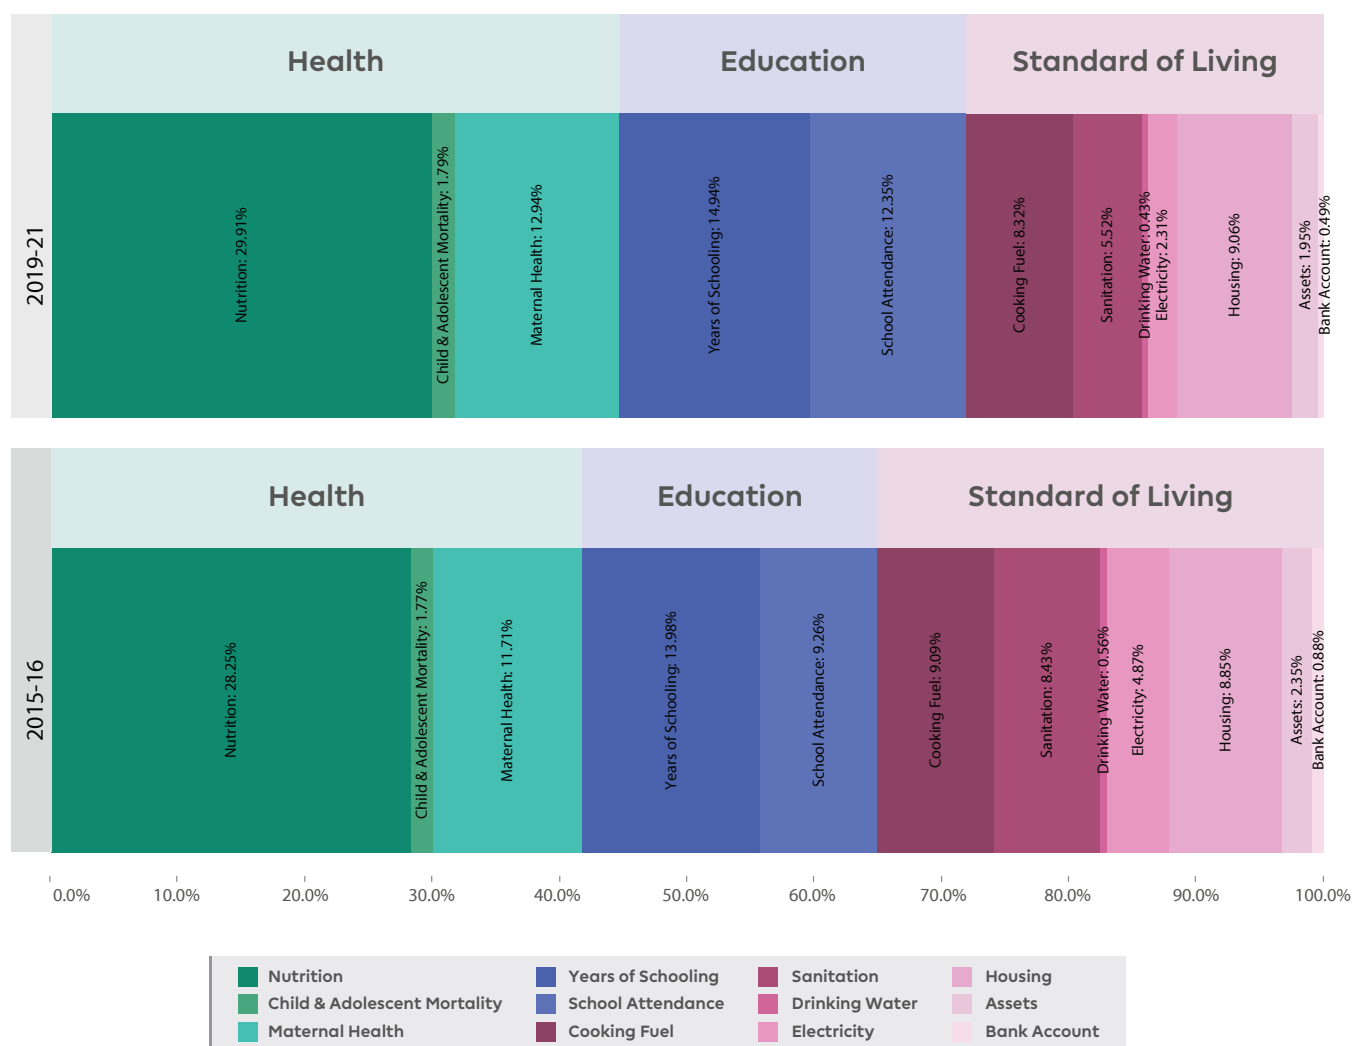 Health
Education
Standard of Living
2019-21
Nutrition: 29.91%
Child & Adolescent Mortality: 1.79%
Maternal Health: 12.94%
Years of Schooling: 14.94%
School Attendance: 12.35%
Cooking Fuel: 8.32%
Sanitation: 5.52%
Drinking Water: 0.43%
Electricity: 2.31%
Housing: 9.06%
Assets: 1.95%
Bank Account: 0.49%
Health
Education
Standard of Living
2015-16
Nutrition: 28.25%
Child & Adolescent Mortality: 1.77%
Maternal Health: 11.71%
Years of Schooling: 13.98%
School Attendance: 9.26%
Cooking Fuel: 9.09%
Sanitation: 8.43%
Drinking Water: 0.56%
Electricity: 4.87%
Housing: 8.85%
Assets: 2.35%
Bank Account: 0.88%
0.0% 10.0% 20.0% 30.0% 40.0% 50.0% 60.0% 70.0% 80.0% 90.0% 100.0%
Nutrition
Child & Adolescent Mortality
Maternal Health
Years of Schooling
School Attendance
Cooking Fuel
Sanitation
Drinking Water
Electricity
Housing
Assets
Bank Account